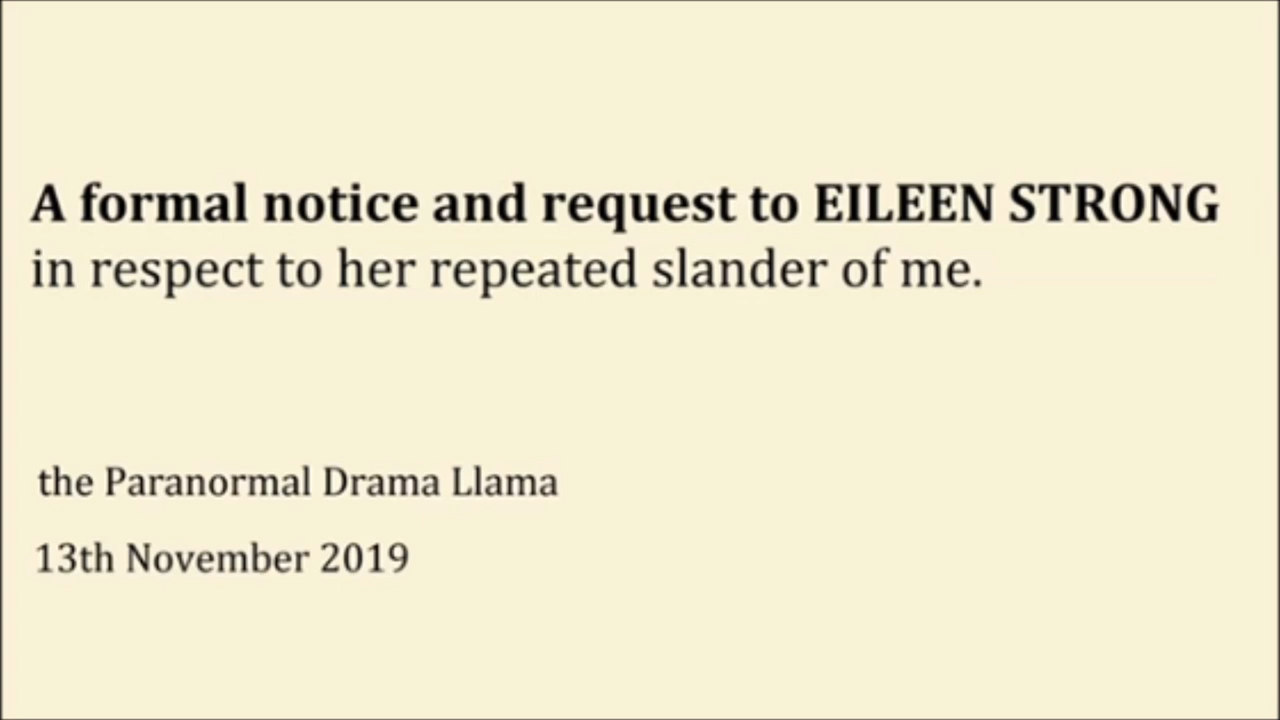 A formal notice and request to EILEEN STRONG
in respect to her repeated slander of me.
the Paranormal Drama Llama
13th November 2019